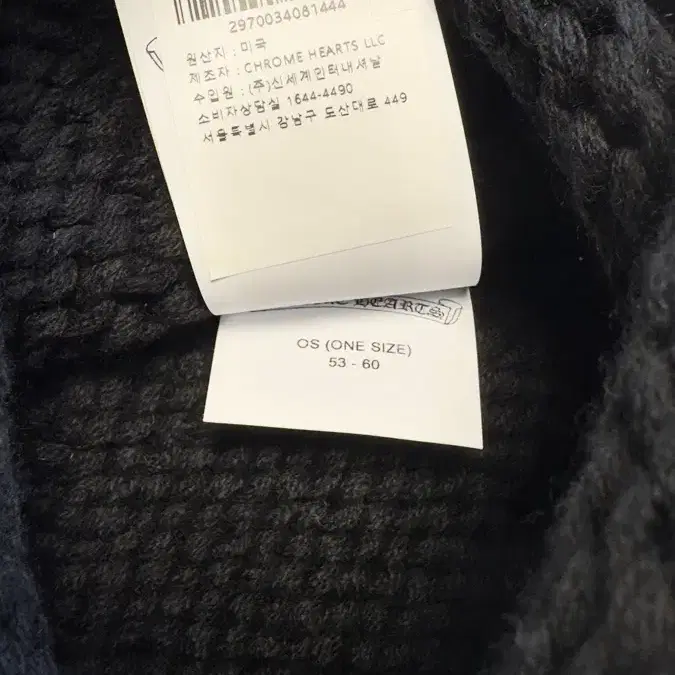 2970034081444
원산지 : 미국
제조자 : CHROME HEARTS LLC
수입원 : (주)신세계인터내셔날
소비자상담실 1644-4490
서울특별시 강남구 도산대로 449
HEARTS
OS (ONE SIZE)
53 - 60